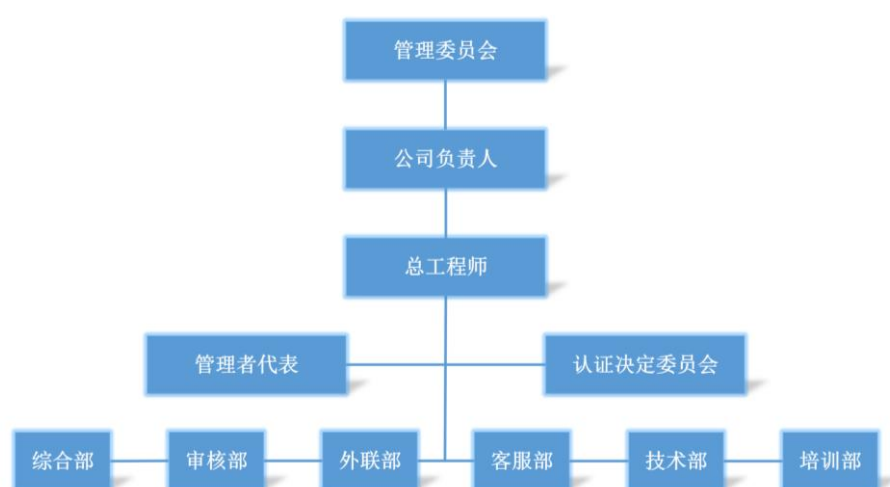 管理委员会
公司负责人
总工程师
管理者代表
认证决定委员会
综合部
审核部
外联部
客服部
技术部
培训部